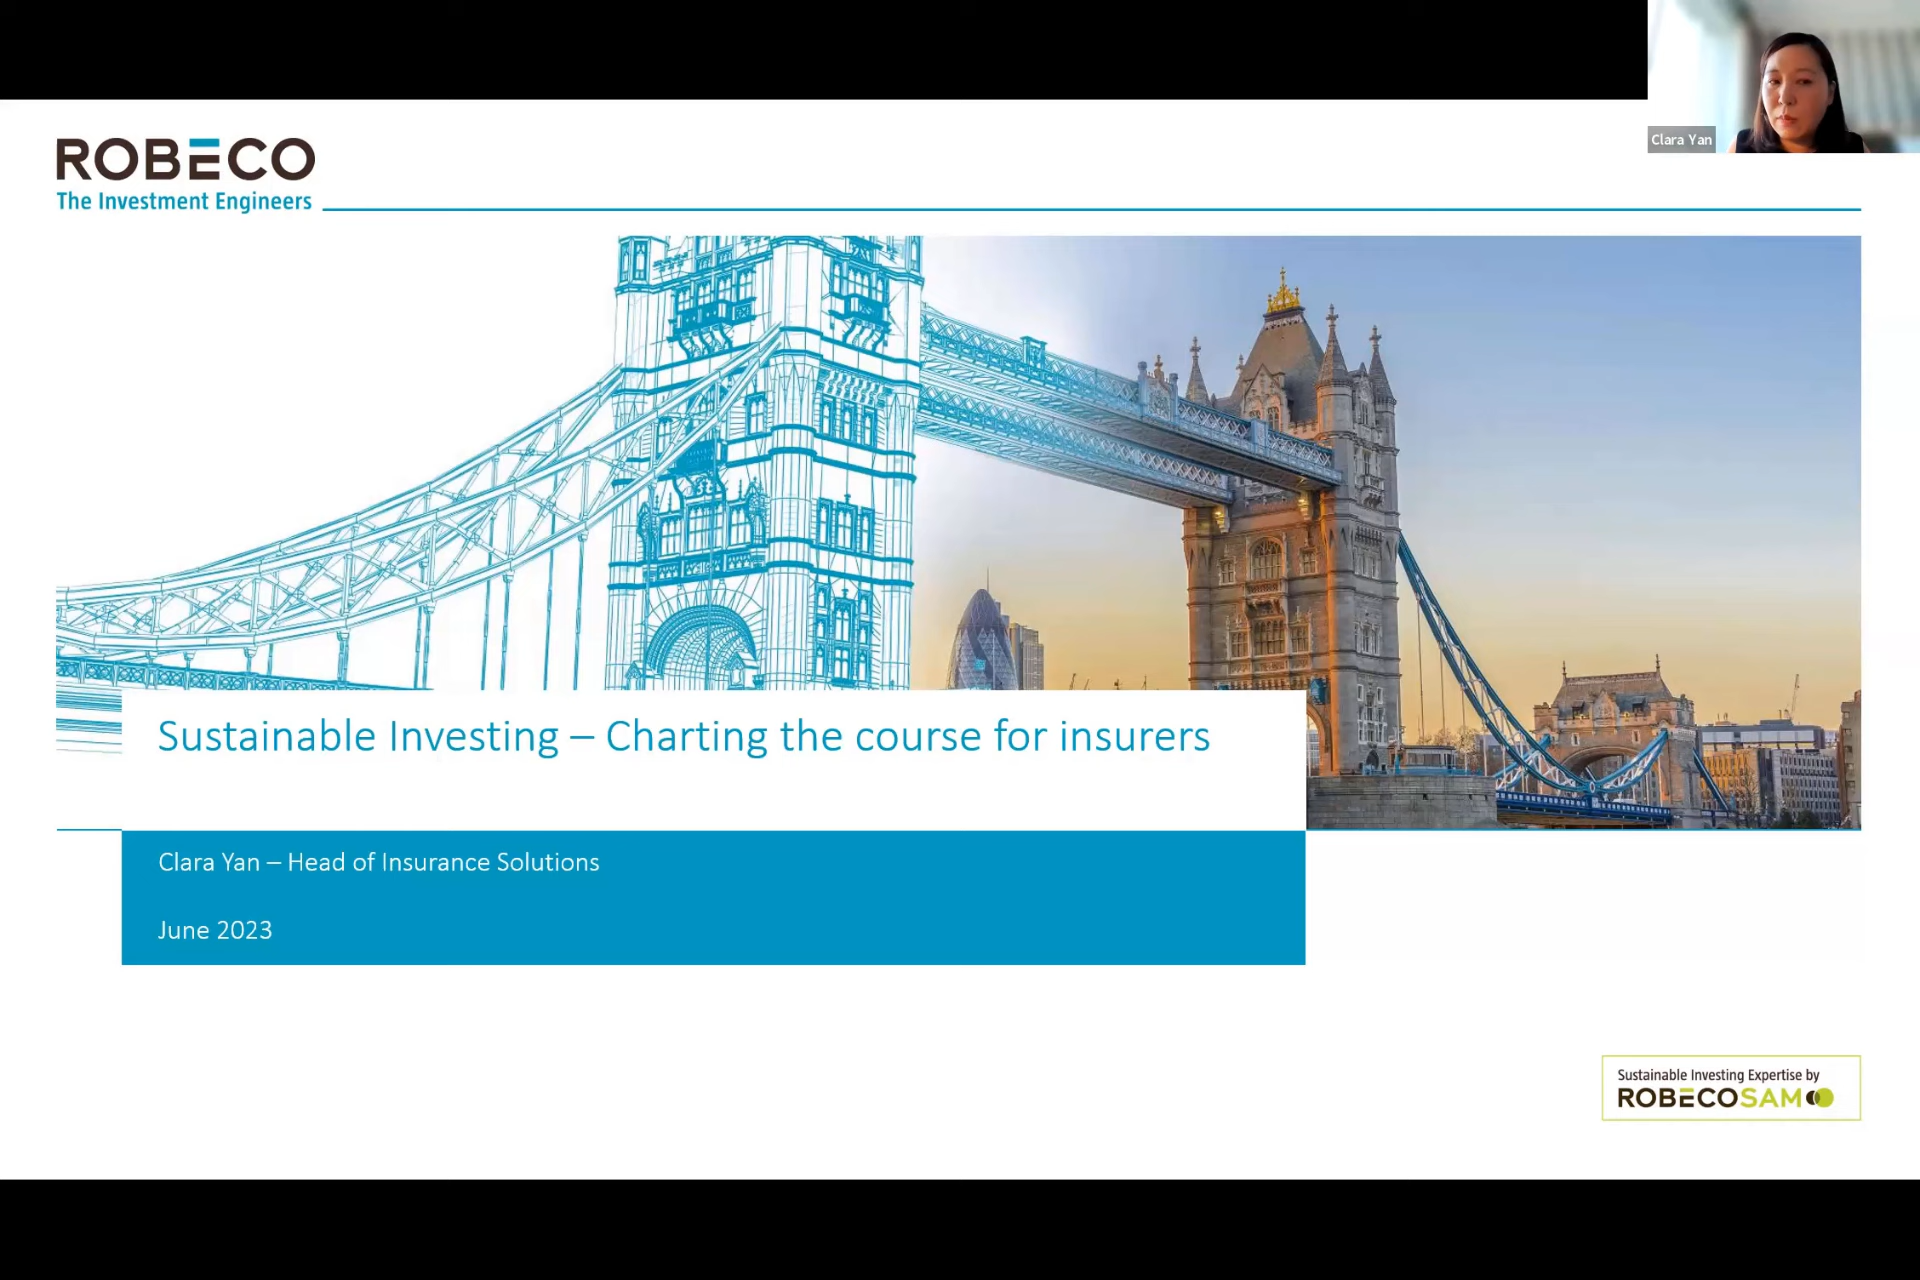 Clara Yan
ROBECO
The Investment Engineers
Sustainable Investing – Charting the course for insurers
Clara Yan – Head of Insurance Solutions
June 2023
Sustainable Investing Expertise by
ROBECOSAM